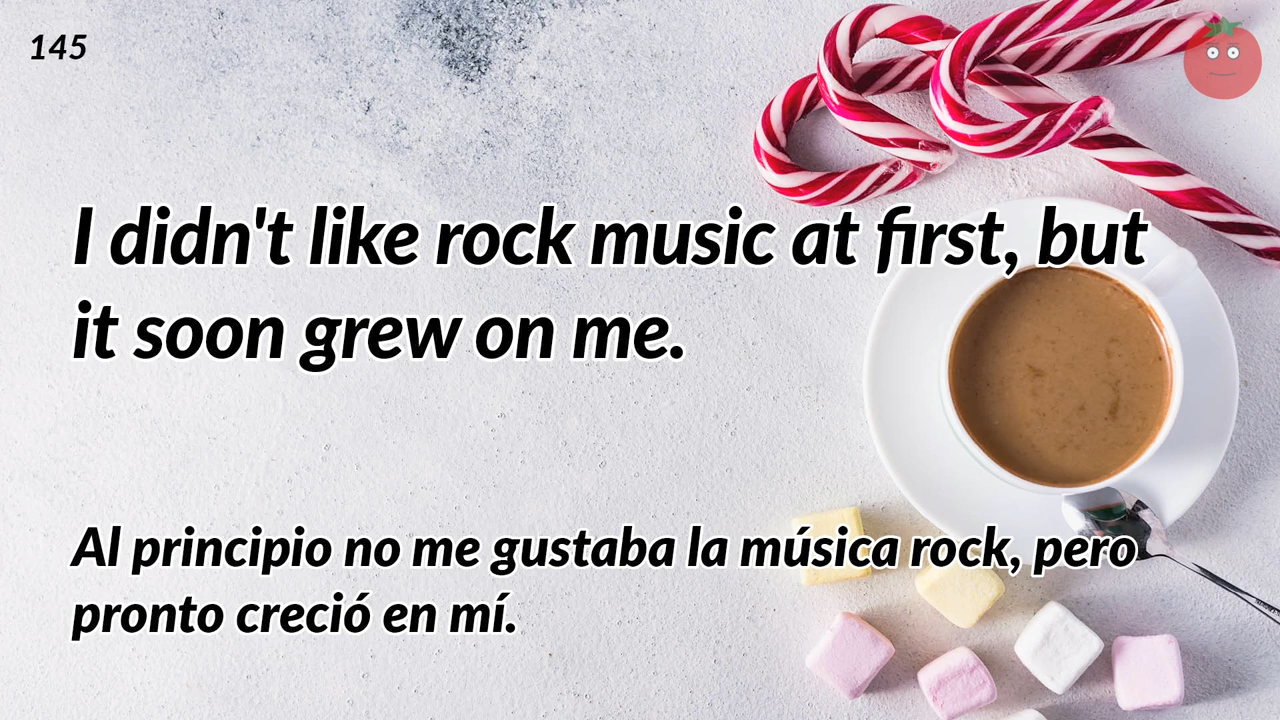 145
I didn't like rock music at first, but
it soon grew on me.
Al principio no me gustaba la música rock, pero
pronto creció en mí.